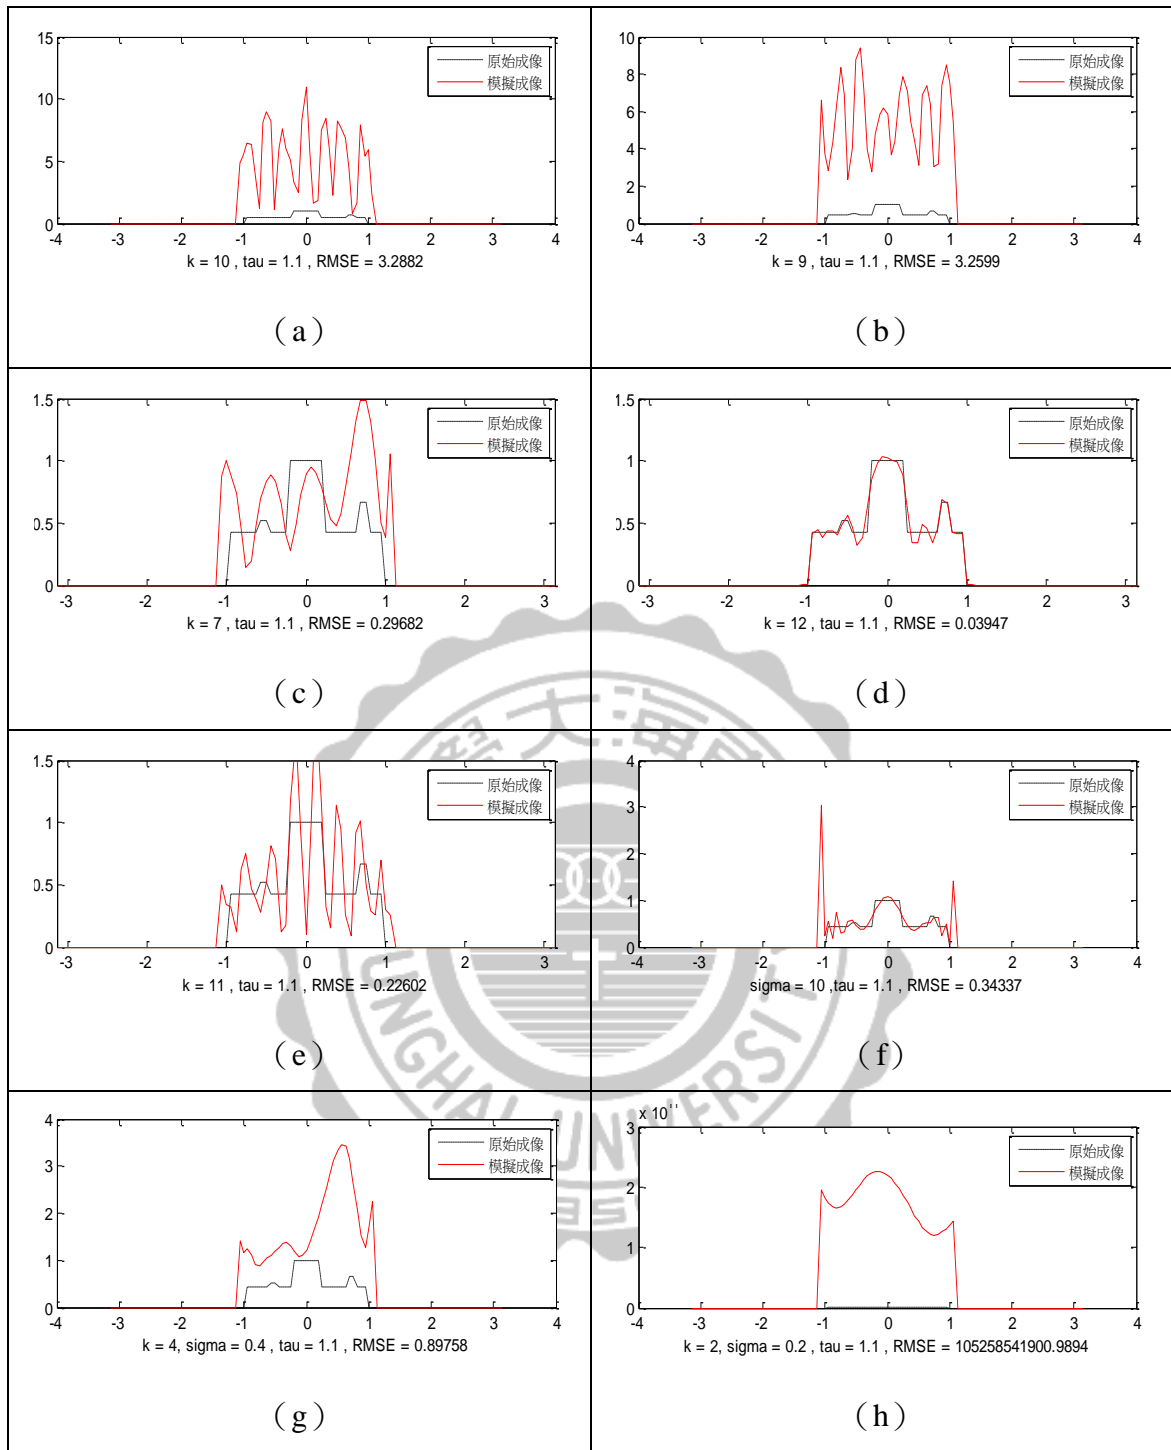 15
10
5
0
-4 -3 -2 -1 0 1 2 3 4
原始成像
模擬成像
k = 10 , tau = 1.1 , RMSE = 3.2882
(a)
10
8
6
4
2
0
-4 -3 -2 -1 0 1 2 3 4
原始成像
模擬成像
k = 9 , tau = 1.1 , RMSE = 3.2599
(b)
1.5
1
0.5
0
-3 -2 -1 0 1 2 3
原始成像
模擬成像
k = 7 , tau = 1.1 , RMSE = 0.29682
(c)
1.5
1
0.5
0
-3 -2 -1 0 1 2 3
原始成像
模擬成像
k = 12 , tau = 1.1 , RMSE = 0.03947
(d)
1.5
1
0.5
0
-3 -2 -1 0 1 2 3
原始成像
模擬成像
k = 11 , tau = 1.1 , RMSE = 0.22602
(e)
4
3
2
1
0
-4 -3 -2 -1 0 1 2 3 4
原始成像
模擬成像
sigma = 10 ,tau = 1.1 , RMSE = 0.34337
(f)
4
3
2
1
0
-4 -3 -2 -1 0 1 2 3 4
原始成像
模擬成像
k = 4, sigma = 0.4 , tau = 1.1 , RMSE = 0.89758
(g)
x 10
3
2
1
0
-4 -3 -2 -1 0 1 2 3 4
原始成像
模擬成像
k = 2, sigma = 0.2 , tau = 1.1 , RMSE = 105258541900.9894
(h)
大海
UNGHAI UNIVERSIT